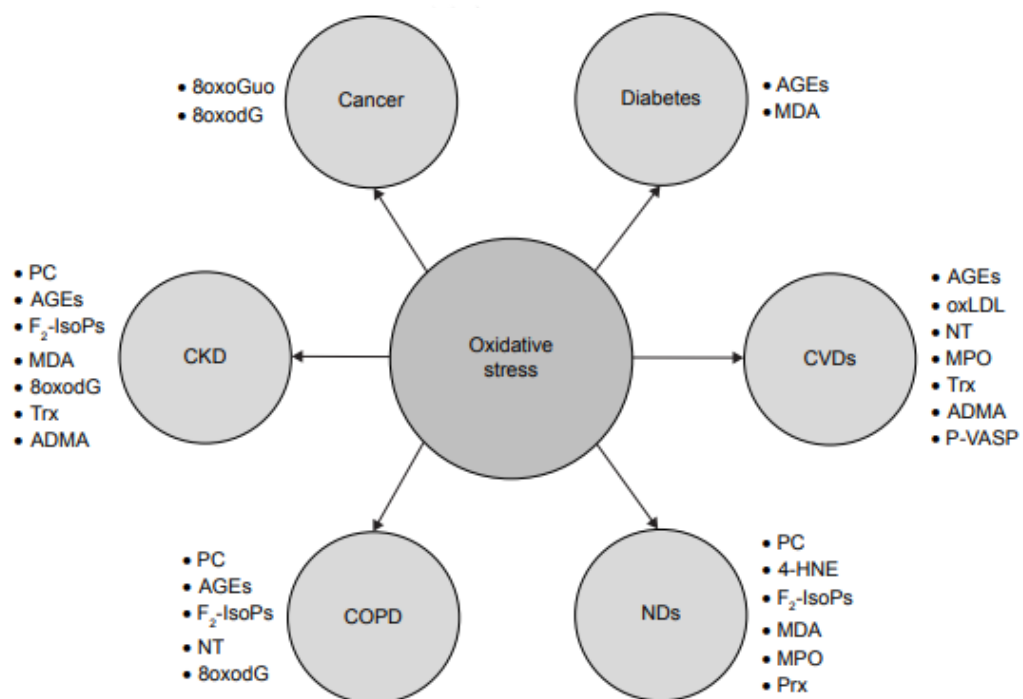 • 8oxoGuo
• 8oxodG
Cancer
Diabetes
• AGEs
• MDA
• PC
• AGEs
• F₂-IsoPs
• MDA
• 8oxodG
• Trx
• ADMA
CKD
Oxidative
stress
CVDs
• AGEs
• oxLDL
• NT
• MPO
• Trx
• ADMA
• P-VASP
• PC
• AGEs
• F₂-IsoPs
• NT
• 8oxodG
COPD
NDs
• PC
• 4-HNE
• F₂-IsoPs
• MDA
• MPO
• Prx